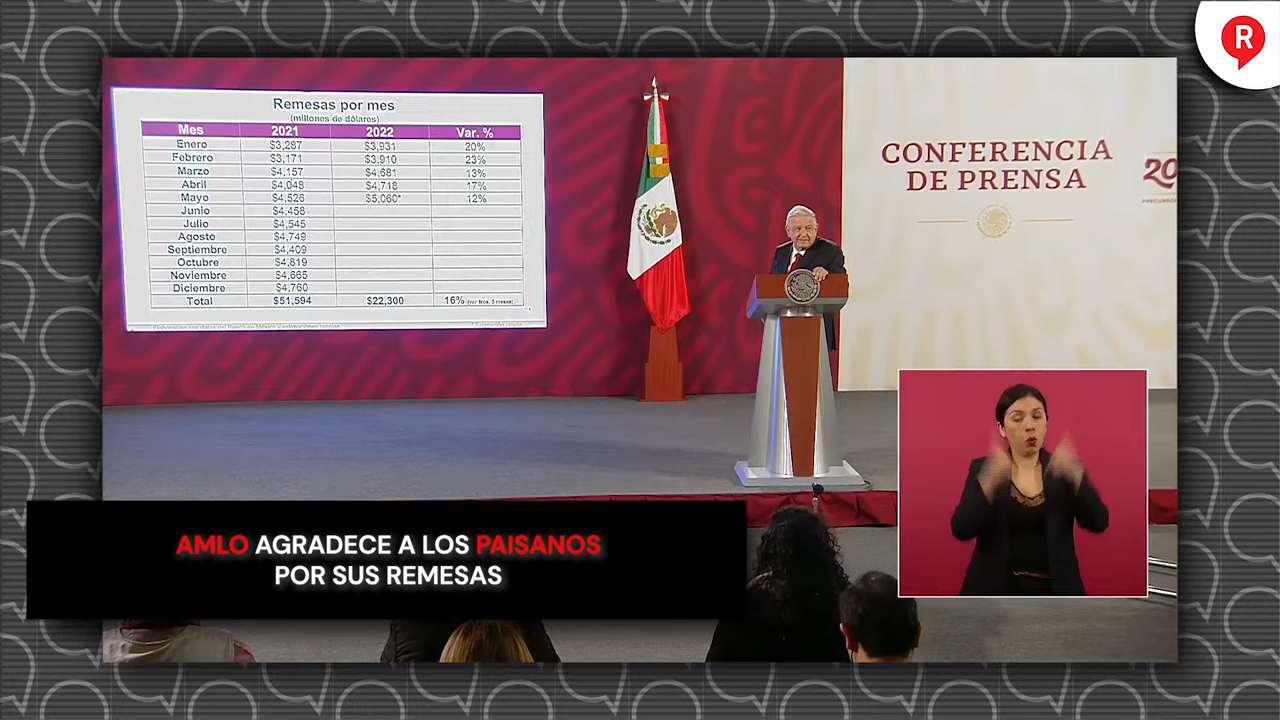 R
Remesas por mes
(millones de dólares)
Mes 2021 2022 Var. %
Enero $3,287 $3,931 20%
Febrero $3,171 $3,910 23%
Marzo $4,157 $4,681 13%
Abril $4,048 $4,718 17%
Mayo $4,526 $5,060* 12%
Junio $4,458
Julio $4,545
Agosto $4,749
Septiembre $4,409
Octubre $4,819
Noviembre $4,665
Diciembre $4,760
Total $51,594 $22,300 16%
CONFERENCIA
DE PRENSA
20
AMLO AGRADECE A LOS PAISANOS
POR SUS REMESAS